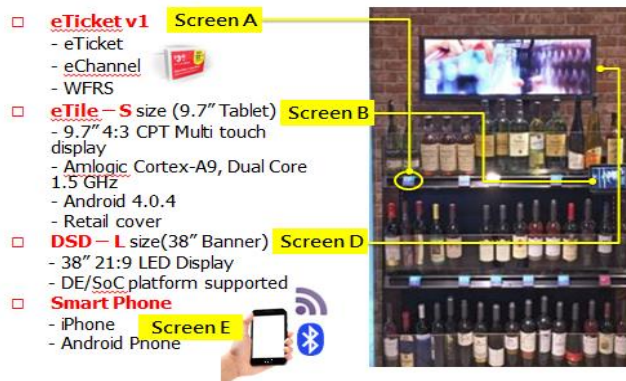 eTicket v1
Screen A
- eTicket
- eChannel
- WFRS
eTile – S size (9.7” Tablet)
Screen B
- 9.7” 4:3 CPT Multi touch
display
- Amlogic Cortex-A9, Dual Core
1.5 GHz
- Android 4.0.4
- Retail cover
DSD – L size(38” Banner)
Screen D
- 38” 21:9 LED Display
- DE/SoC platform supported
Smart Phone
- iPhone
Screen E
- Android Phone